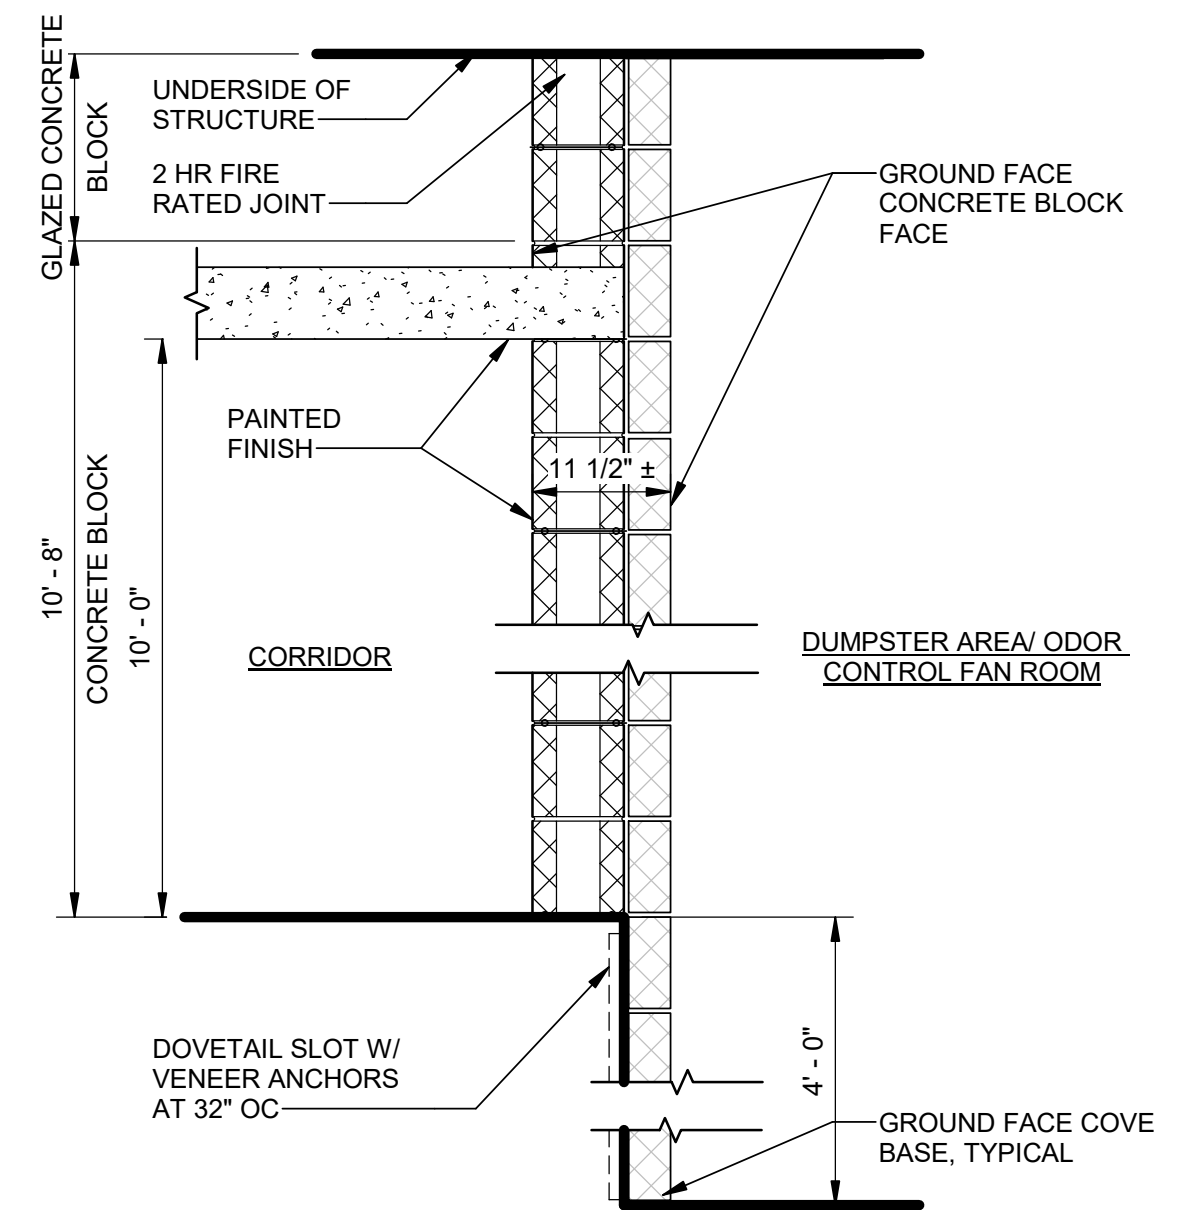 GLAZED CONCRETE
BLOCK
UNDERSIDE OF
STRUCTURE
2 HR FIRE
RATED JOINT
GROUND FACE
CONCRETE BLOCK
FACE
PAINTED
FINISH
11 1/2" ±
10' - 8"
CONCRETE BLOCK
10' - 0"
CORRIDOR
DUMPSTER AREA/ ODOR
CONTROL FAN ROOM
DOVETAIL SLOT W/
VENEER ANCHORS
AT 32" OC
4' - 0"
GROUND FACE COVE
BASE, TYPICAL